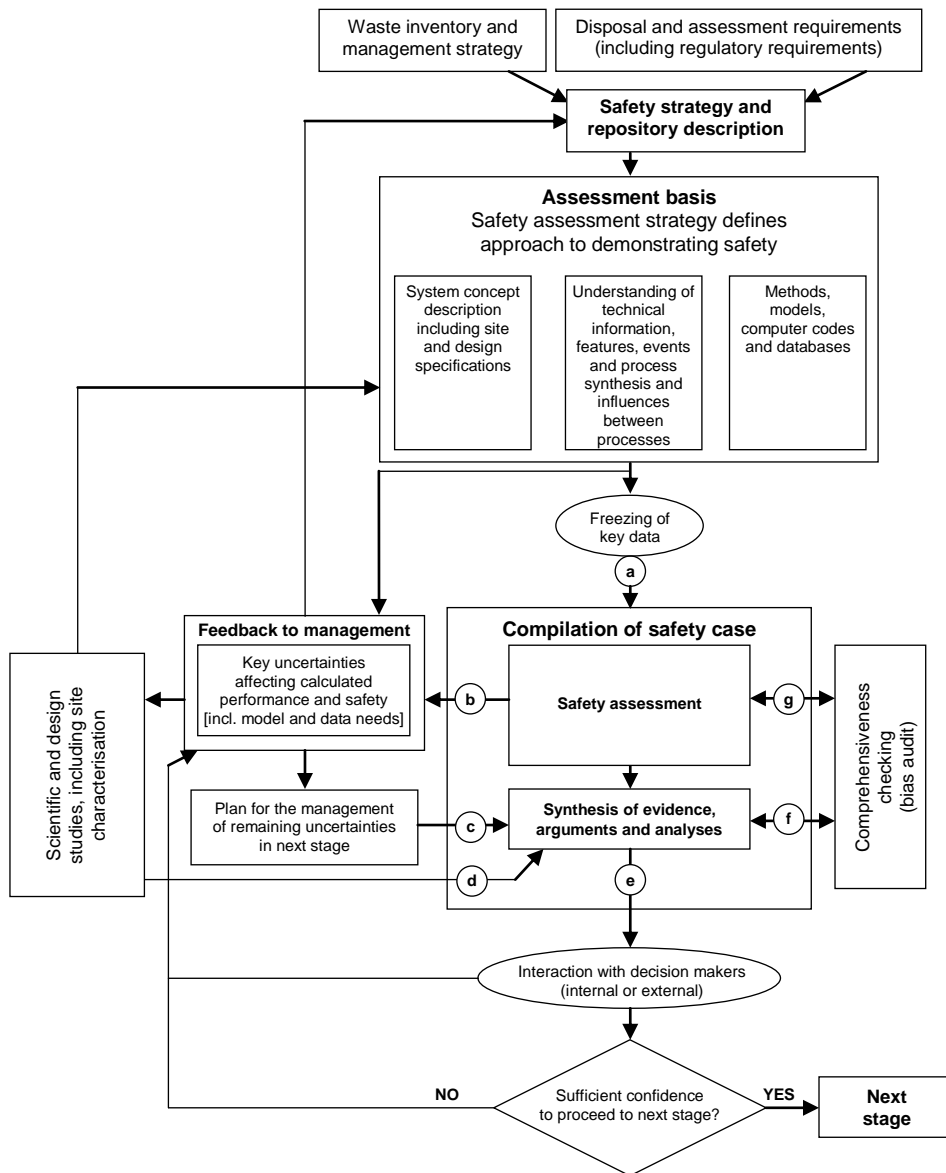 Waste inventory and
management strategy
Disposal and assessment requirements
(including regulatory requirements)
Safety strategy and
repository description
Assessment basis
Safety assessment strategy defines
approach to demonstrating safety
System concept
description
including site
and design
specifications
Understanding of
technical
information,
features, events
and process
synthesis and
influences
between
processes
Methods,
models,
computer codes
and databases
Freezing of
key data
a
Feedback to management
Key uncertainties
affecting calculated
performance and safety
[incl. model and data needs]
Compilation of safety case
b
Safety assessment
g
Scientific and design
studies, including site
characterisation
Comprehensiveness
checking
(bias audit)
Plan for the management
of remaining uncertainties
in next stage
c
Synthesis of evidence,
arguments and analyses
f
d
e
Interaction with decision makers
(internal or external)
NO
Sufficient confidence
to proceed to next stage?
YES
Next
stage